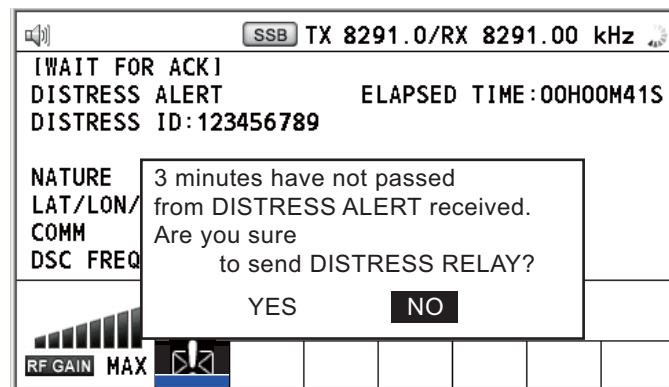 SSB TX 8291.0/RX 8291.00 kHz
[WAIT FOR ACK]
DISTRESS ALERT ELAPSED TIME:00H00M41S
DISTRESS ID:123456789
NATURE
LAT/LON/
COMM
DSC FREQ
3 minutes have not passed
from DISTRESS ALERT received.
Are you sure
to send DISTRESS RELAY?
YES NO
RF GAIN MAX